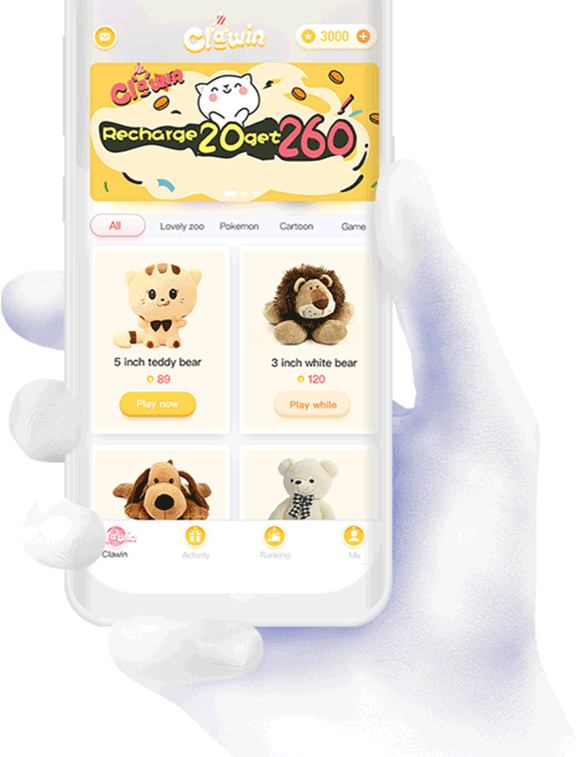 Clawin
3000
Clawin
Recharge 20 get 260
All
Lovely zoo
Pokemon
Cartoon
Game
5 inch teddy bear
89
Play now
3 inch white bear
120
Play while
Clawin
Clawin
Activity
Ranking
Me